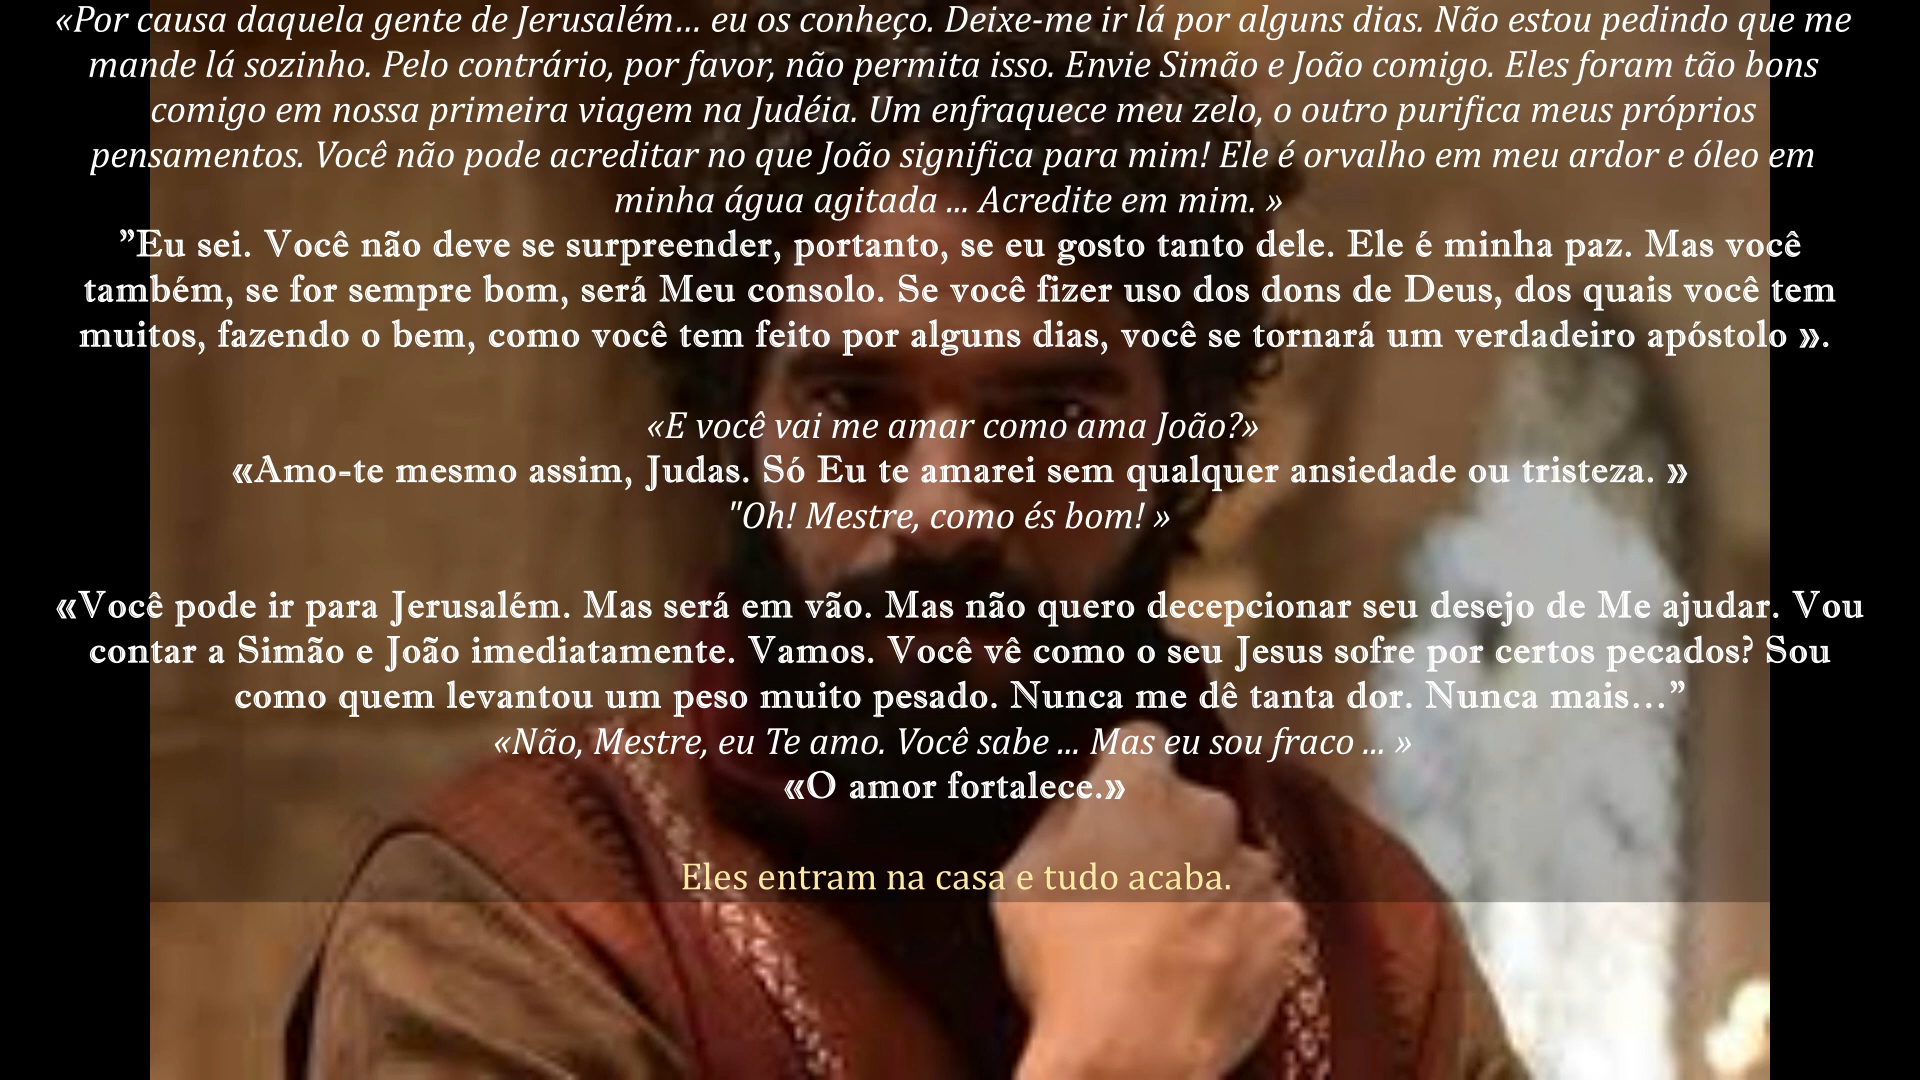 «Por causa daquela gente de Jerusalém... eu os conheço. Deixe-me ir lá por alguns dias. Não estou pedindo que me
mande lá sozinho. Pelo contrário, por favor, não permita isso. Envie Simão e João comigo. Eles foram tão bons
comigo em nossa primeira viagem na Judéia. Um enfraquece meu zelo, o outro purifica meus próprios
pensamentos. Você não pode acreditar no que João significa para mim! Ele é orvalho em meu ardor e óleo em
minha água agitada ... Acredite em mim. »
”Eu sei. Você não deve se surpreender, portanto, se eu gosto tanto dele. Ele é minha paz. Mas você
também, se for sempre bom, será Meu consolo. Se você fizer uso dos dons de Deus, dos quais você tem
muitos, fazendo o bem, como você tem feito por alguns dias, você se tornará um verdadeiro apóstolo ».
«E você vai me amar como ama João?»
«Amo-te mesmo assim, Judas. Só Eu te amarei sem qualquer ansiedade ou tristeza. »
"Oh! Mestre, como és bom! »
«Você pode ir para Jerusalém. Mas será em vão. Mas não quero decepcionar seu desejo de Me ajudar. Vou
contar a Simão e João imediatamente. Vamos. Você vê como o seu Jesus sofre por certos pecados? Sou
como quem levantou um peso muito pesado. Nunca me dê tanta dor. Nunca mais...”
«Não, Mestre, eu Te amo. Você sabe ... Mas eu sou fraco ... »
«O amor fortalece.»
Eles entram na casa e tudo acaba.